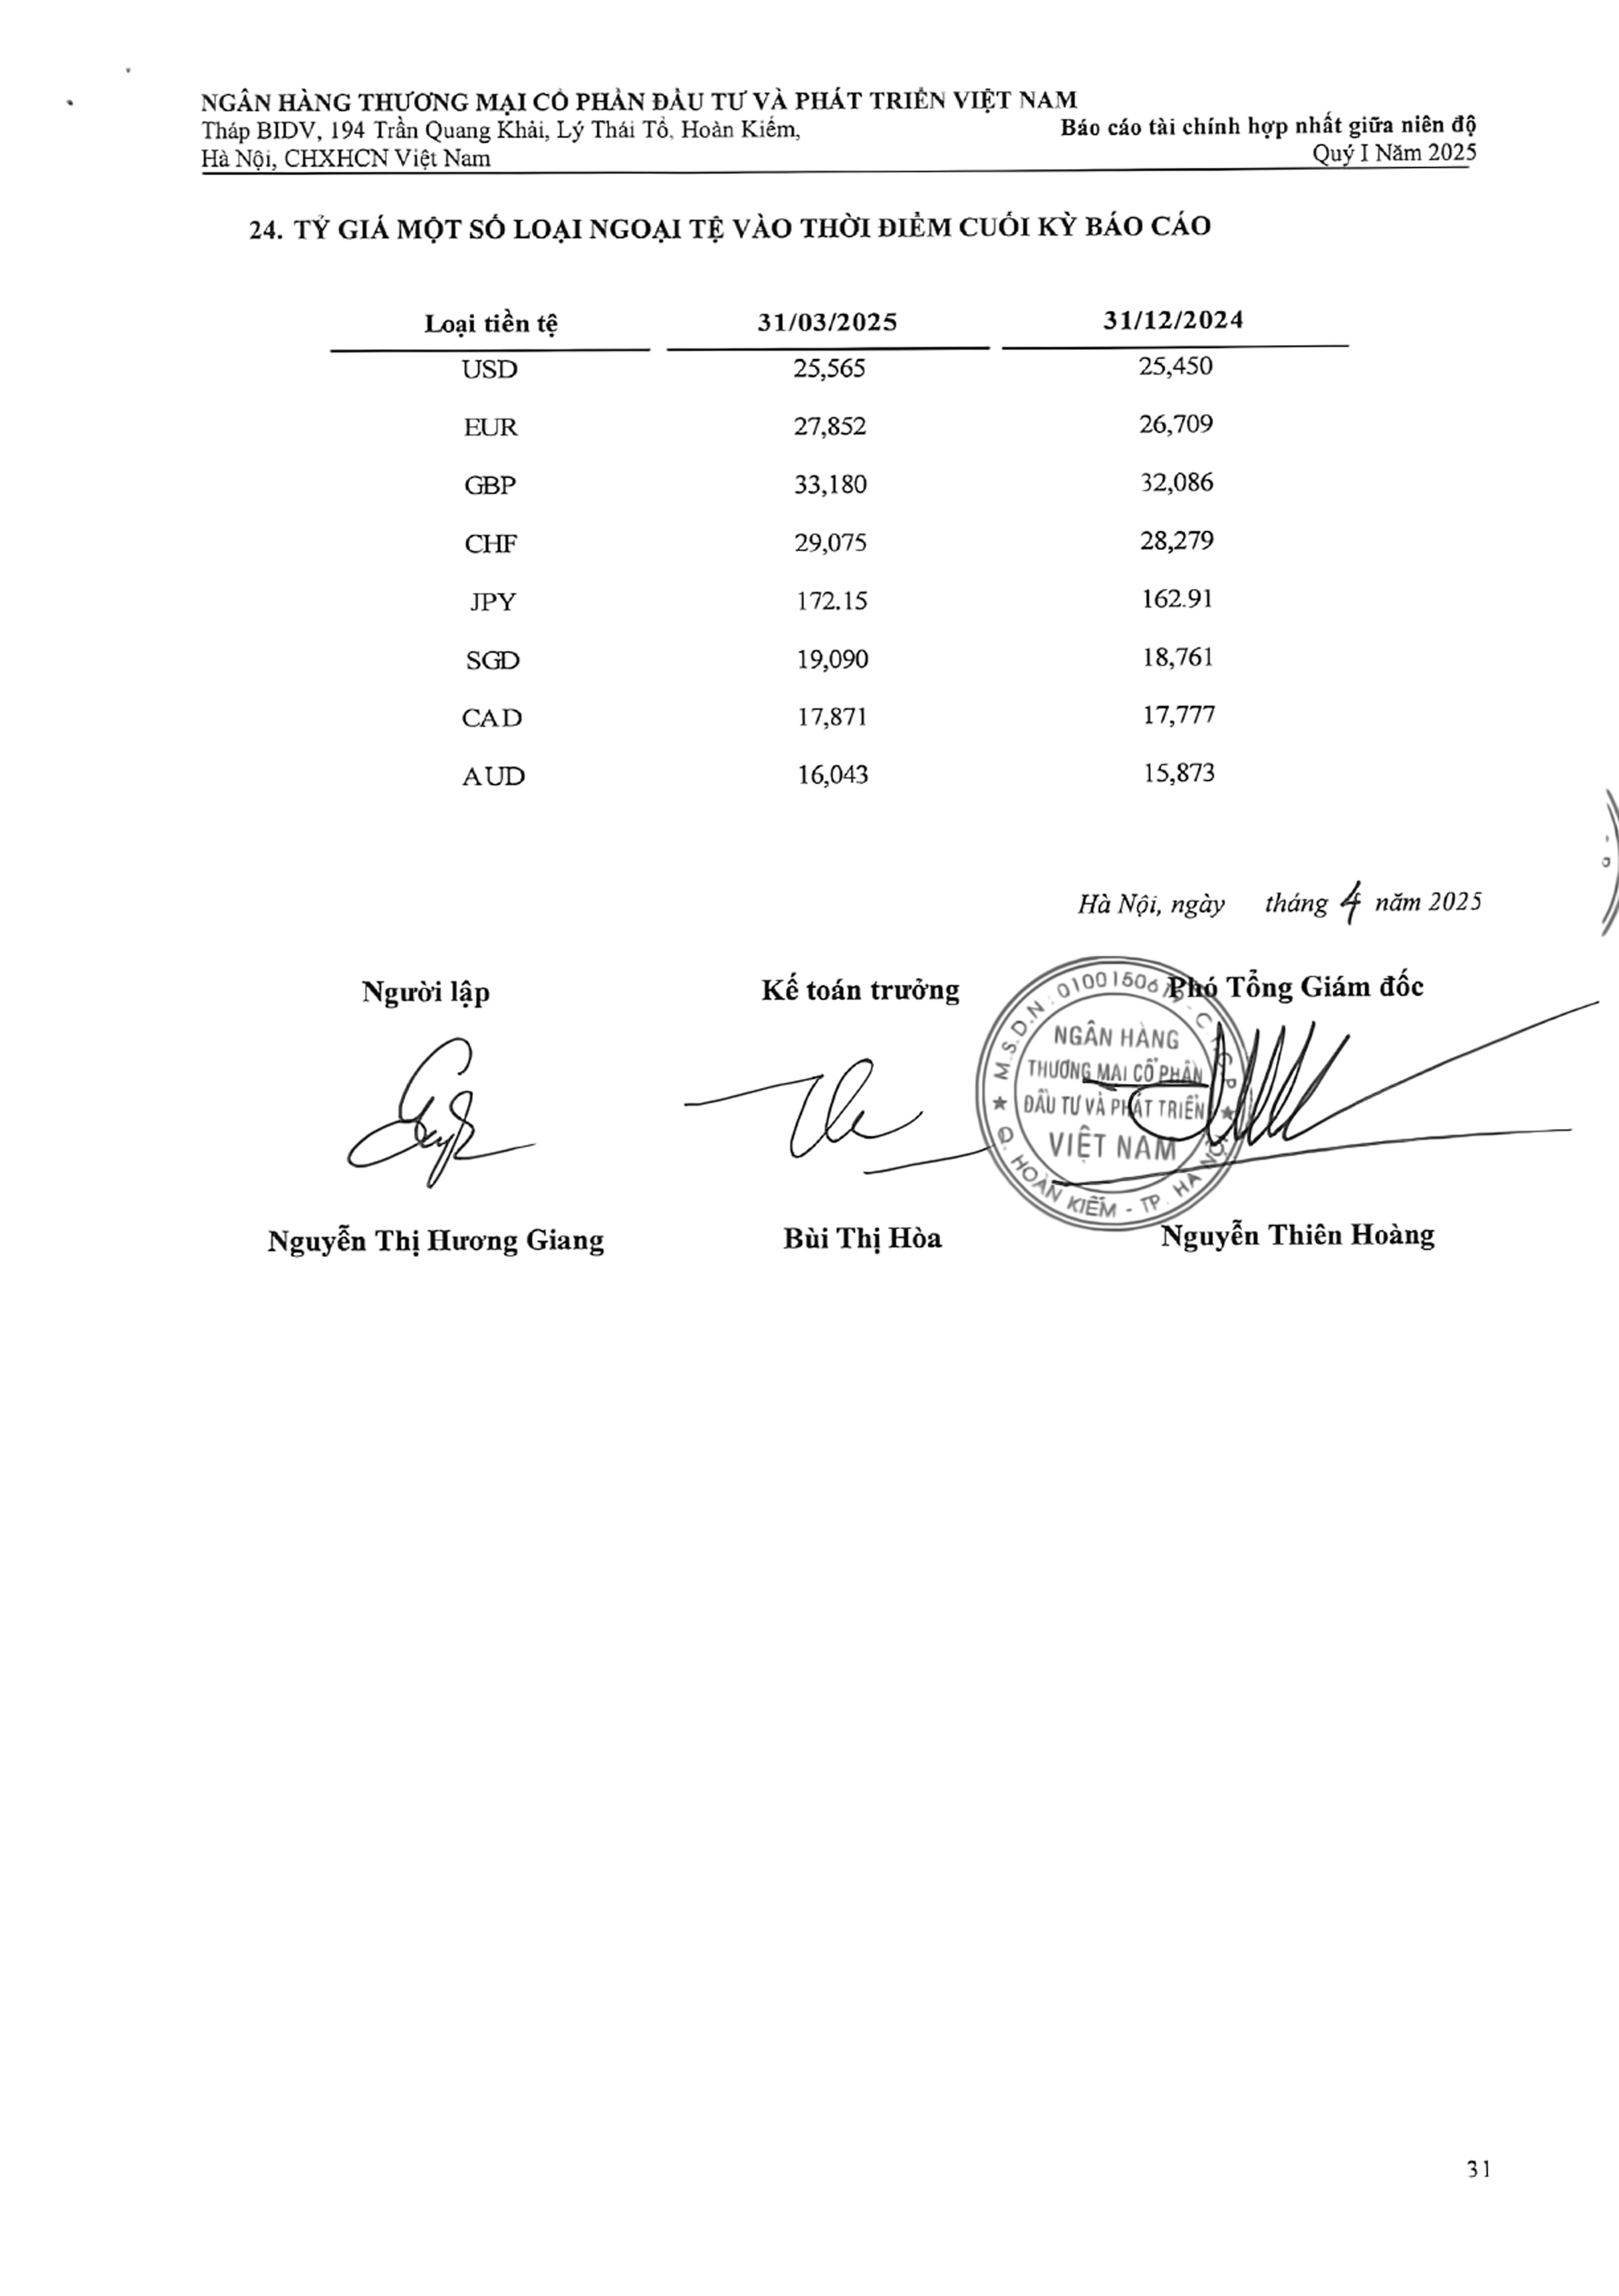 NGÂN HÀNG THƯƠNG MẠI CỔ PHẦN ĐẦU TƯ VÀ PHÁT TRIỂN VIỆT NAM
Tháp BIDV, 194 Trần Quang Khải, Lý Thái Tổ, Hoàn Kiếm,
Báo cáo tài chính hợp nhất giữa niên độ
Hà Nội, CHXHCN Việt Nam
Quý I Năm 2025
24. TỶ GIÁ MỘT SỐ LOẠI NGOẠI TỆ VÀO THỜI ĐIỂM CUỐI KỲ BÁO CÁO
Loại tiền tệ 31/03/2025 31/12/2024
USD 25,565 25,450
EUR 27,852 26,709
GBP 33,180 32,086
CHF 29,075 28,279
JPY 172.15 162.91
SGD 19,090 18,761
CAD 17,871 17,777
AUD 16,043 15,873
Hà Nội, ngày tháng 4 năm 2025
Người lập Kế toán trưởng Phó Tổng Giám đốc
M.S.D.N: 0100150619 - C.T.C.P
NGÂN HÀNG
THƯƠNG MẠI CỔ PHẦN
ĐẦU TƯ VÀ PHÁT TRIỂN
VIỆT NAM
Q. HOÀN KIẾM - TP. HÀ NỘI
Nguyễn Thị Hương Giang Bùi Thị Hòa Nguyễn Thiên Hoàng
31